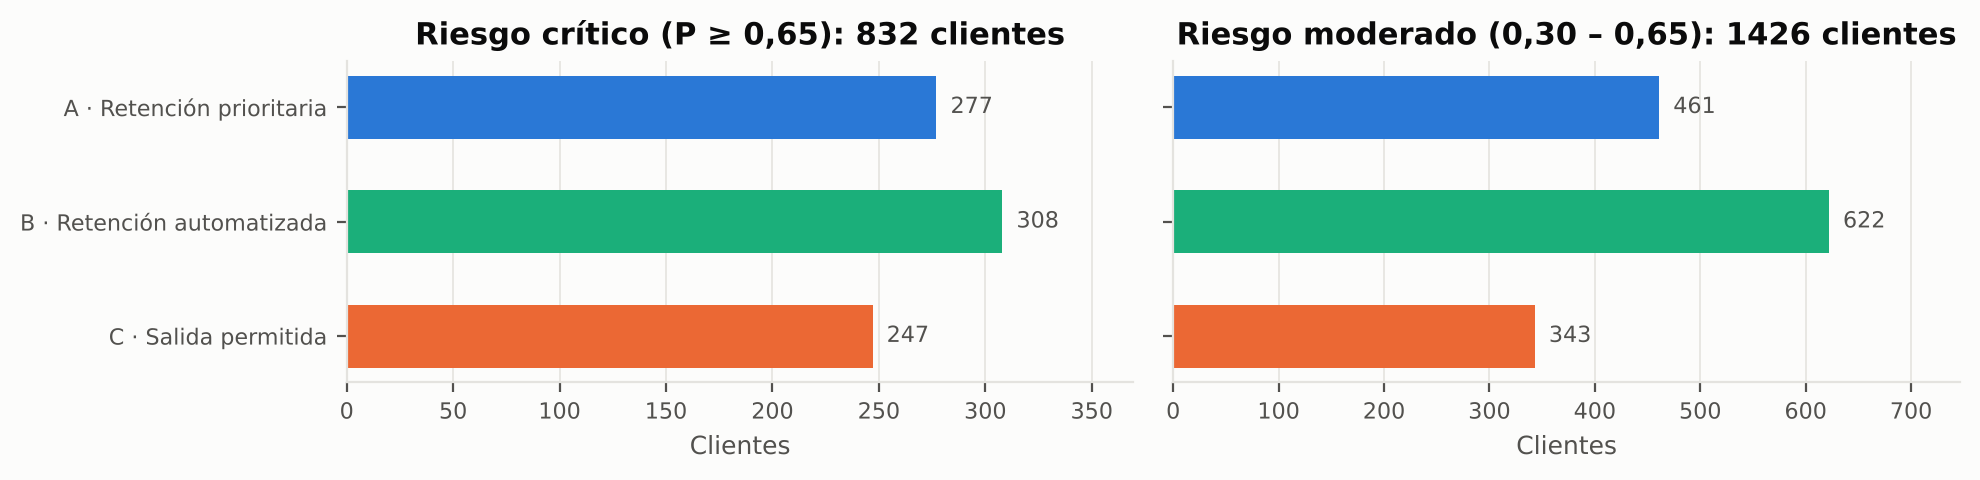 Riesgo crítico (P ≥ 0,65): 832 clientes
A · Retención prioritaria
277
B · Retención automatizada
308
C · Salida permitida
247
0 50 100 150 200 250 300 350
Clientes
Riesgo moderado (0,30 – 0,65): 1426 clientes
461
622
343
0 100 200 300 400 500 600 700
Clientes